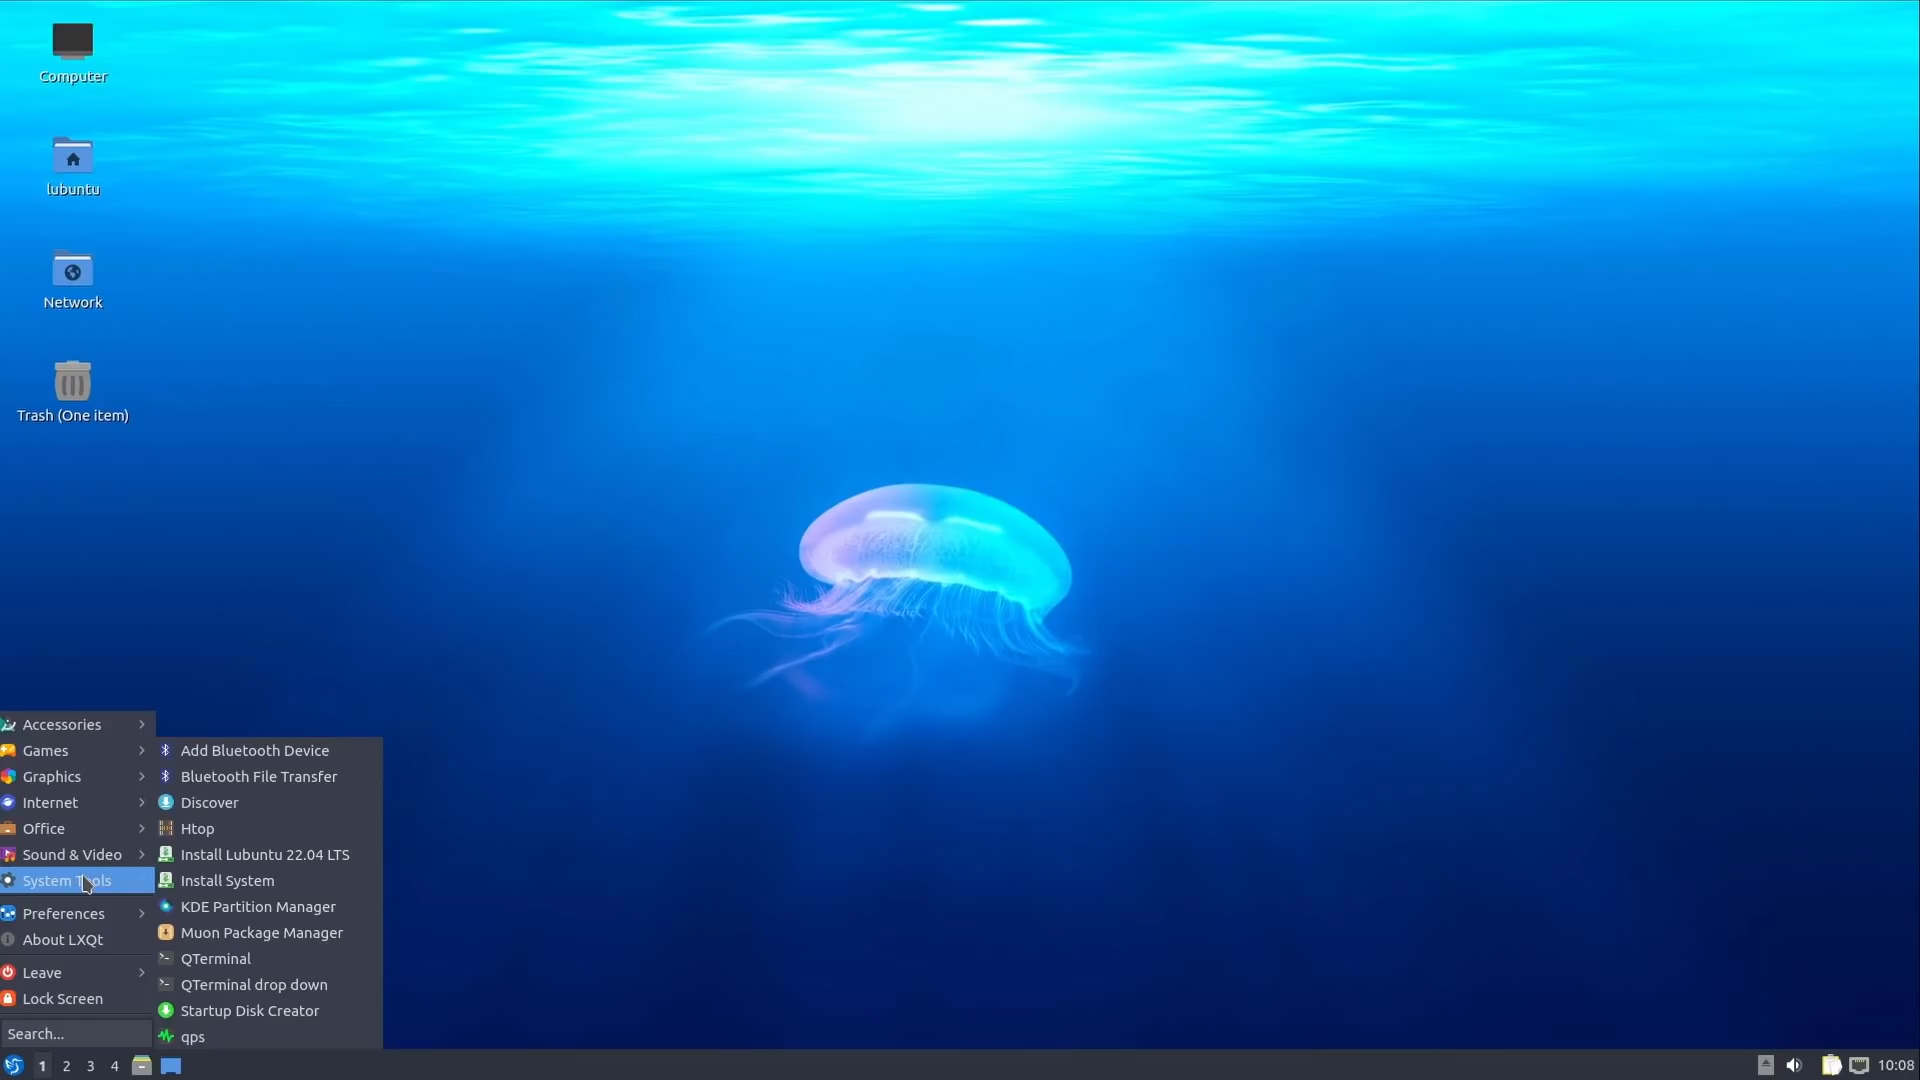 Computer
lubuntu
Network
Trash (One item)
Accessories
Games
Graphics
Internet
Office
Sound & Video
System Tools
Preferences
About LXQt
Leave
Lock Screen
Search...
Add Bluetooth Device
Bluetooth File Transfer
Discover
Htop
Install Lubuntu 22.04 LTS
Install System
KDE Partition Manager
Muon Package Manager
QTerminal
QTerminal drop down
Startup Disk Creator
qps
1 2 3 4
10:08